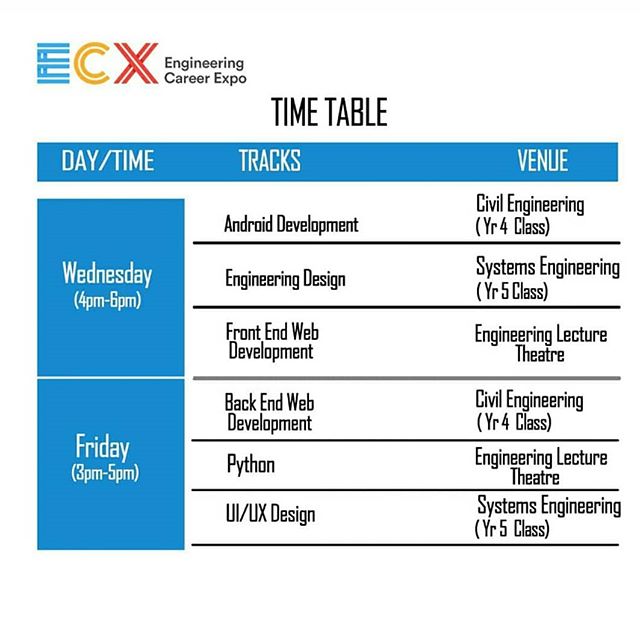 ECX Engineering
Career Expo
TIME TABLE
DAY/TIME TRACKS VENUE
Wednesday
(4pm-6pm)
Android Development
Civil Engineering
( Yr 4 Class)
Engineering Design
Systems Engineering
( Yr 5 Class)
Front End Web
Development
Engineering Lecture
Theatre
Friday
(3pm-5pm)
Back End Web
Development
Civil Engineering
( Yr 4 Class)
Python
Engineering Lecture
Theatre
UI/UX Design
Systems Engineering
( Yr 5 Class)